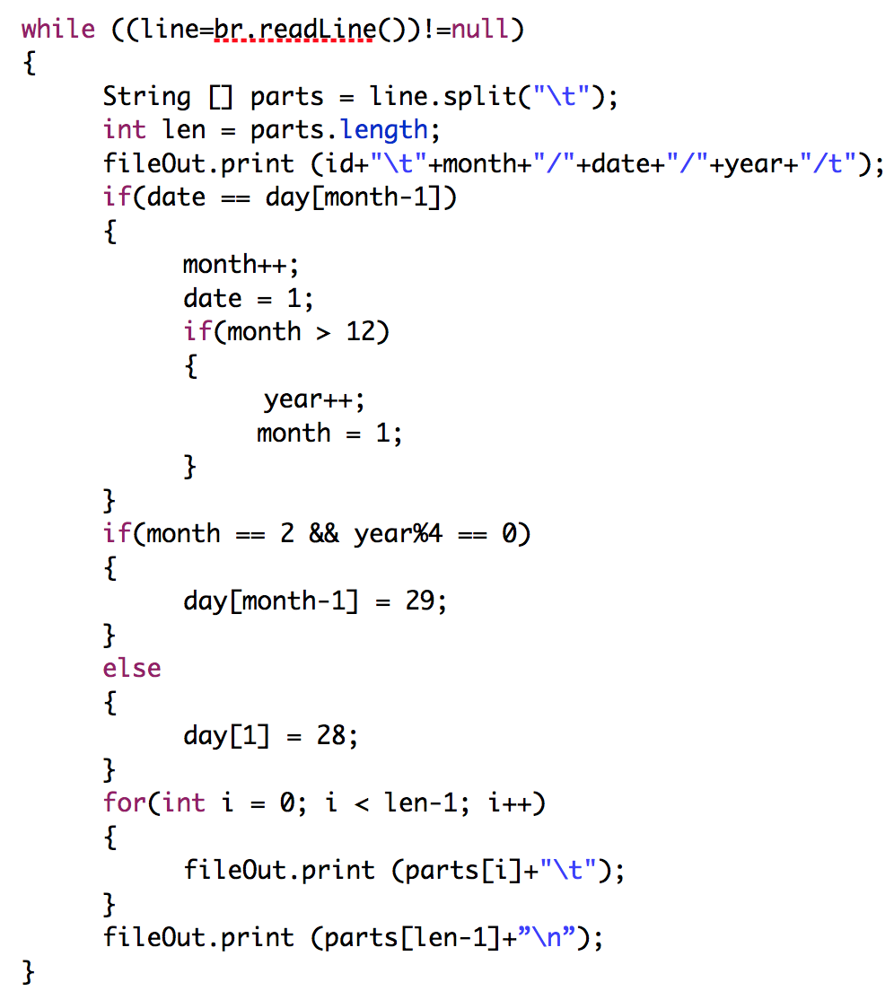 while ((line=br.readLine())!=null)
{
String [] parts = line.split("\t");
int len = parts.length;
fileOut.print (id+"\t"+month+"/"+date+"/"+year+"/t");
if(date == day[month-1])
{
month++;
date = 1;
if(month > 12)
{
year++;
month = 1;
}
}
if(month == 2 && year%4 == 0)
{
day[month-1] = 29;
}
else
{
day[1] = 28;
}
for(int i = 0; i < len-1; i++)
{
fileOut.print (parts[i]+"\t");
}
fileOut.print (parts[len-1]+”\n”);
}